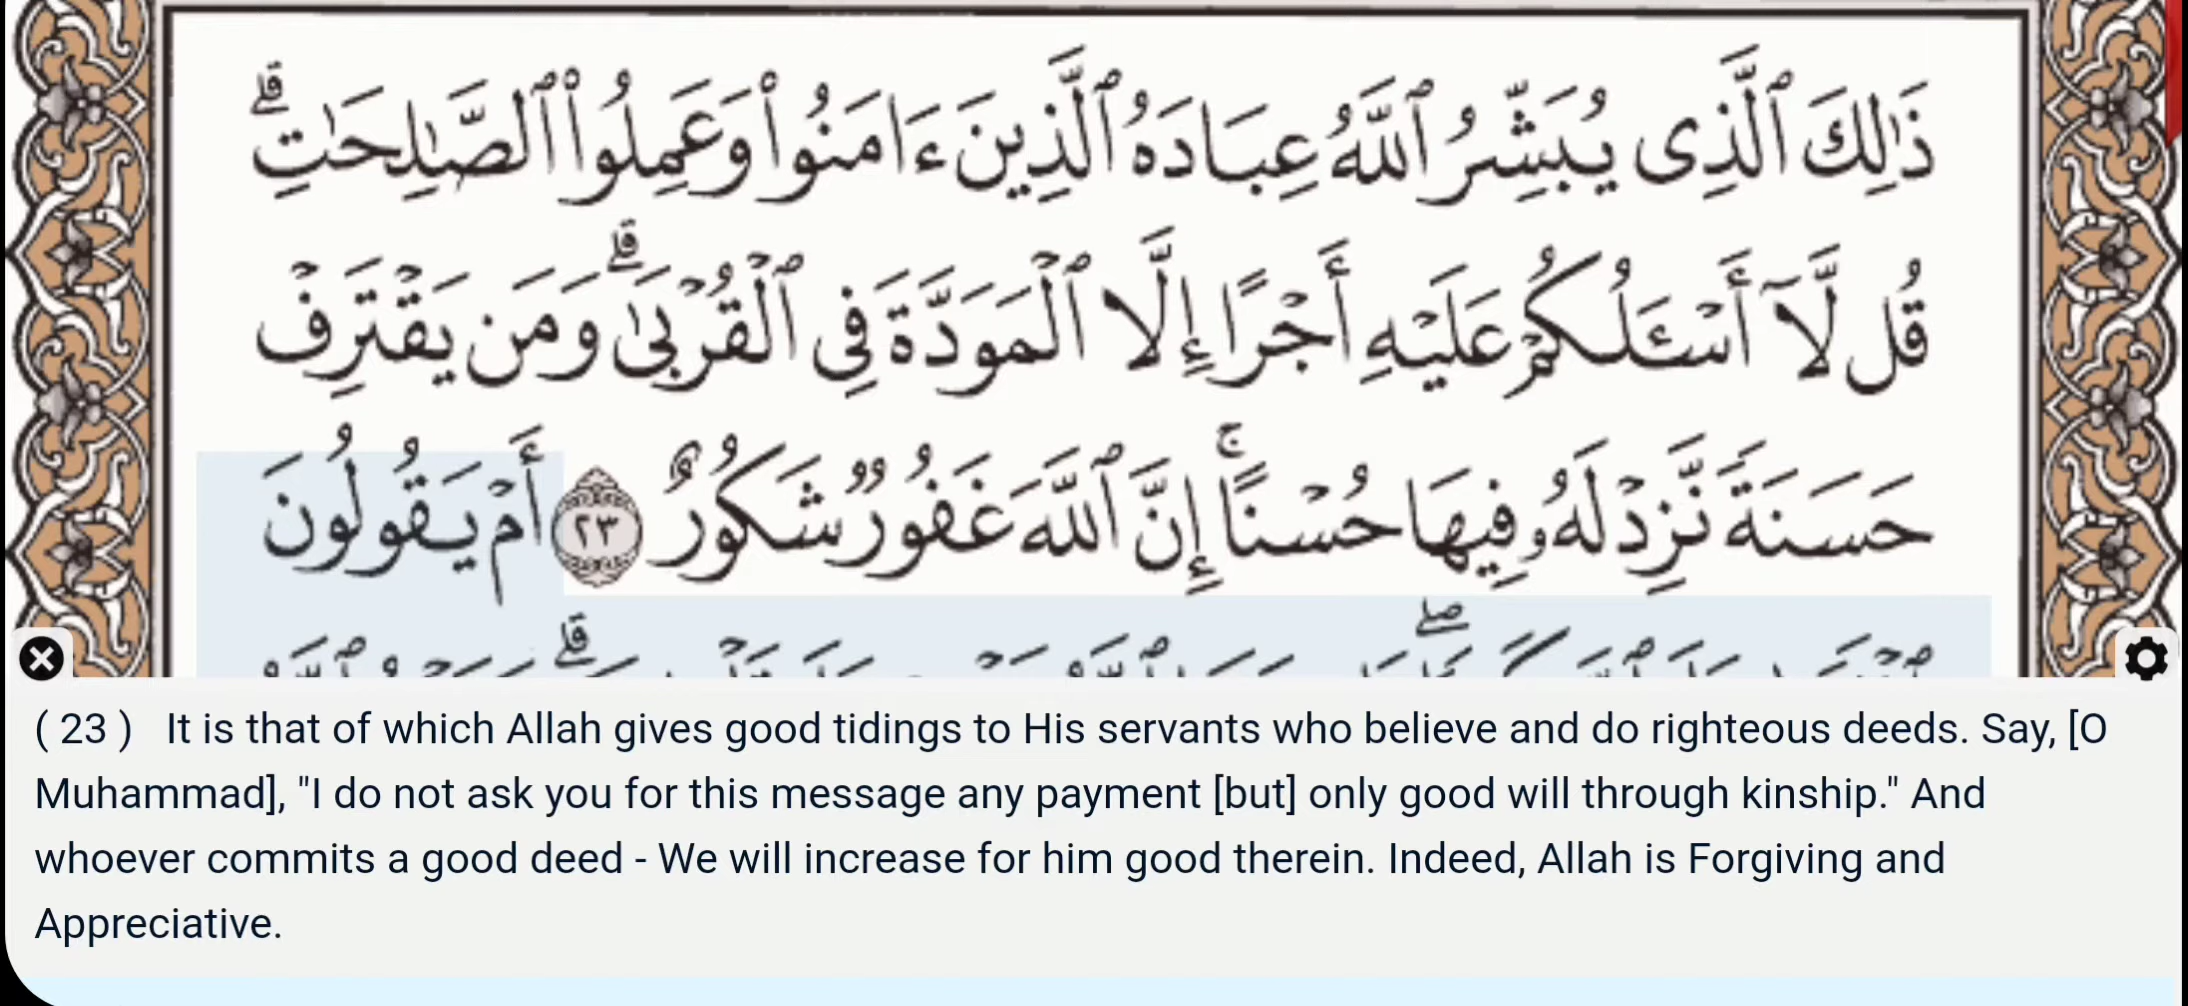 ذَٰلِكَ ٱلَّذِى يُبَشِّرُ ٱللَّهُ عِبَادَهُ ٱلَّذِينَ ءَامَنُوا۟ وَعَمِلُوا۟ ٱلصَّـٰلِحَـٰتِ ۗ
قُل لَّآ أَسْـَٔلُكُمْ عَلَيْهِ أَجْرًا إِلَّا ٱلْمَوَدَّةَ فِى ٱلْقُرْبَىٰ ۗ وَمَن يَقْتَرِفْ
حَسَنَةً نَّزِدْ لَهُۥ فِيهَا حُسْنًا ۚ إِنَّ ٱللَّهَ غَفُورٌ شَكُورٌ ٢٣ أَمْ يَقُولُونَ
( 23 ) It is that of which Allah gives good tidings to His servants who believe and do righteous deeds. Say, [O
Muhammad], "I do not ask you for this message any payment [but] only good will through kinship." And
whoever commits a good deed - We will increase for him good therein. Indeed, Allah is Forgiving and
Appreciative.